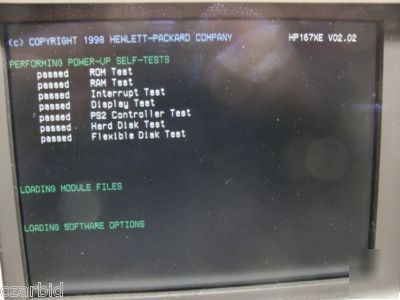 (c) COPYRIGHT 1998 HEWLETT-PACKARD COMPANY HP167XE V02.02
PERFORMING POWER-UP SELF-TESTS
passed ROM Test
passed RAM Test
passed Interrupt Test
passed Display Test
passed PS2 Controller Test
passed Hard Disk Test
passed Flexible Disk Test
LOADING MODULE FILES
LOADING SOFTWARE OPTIONS
czarbid